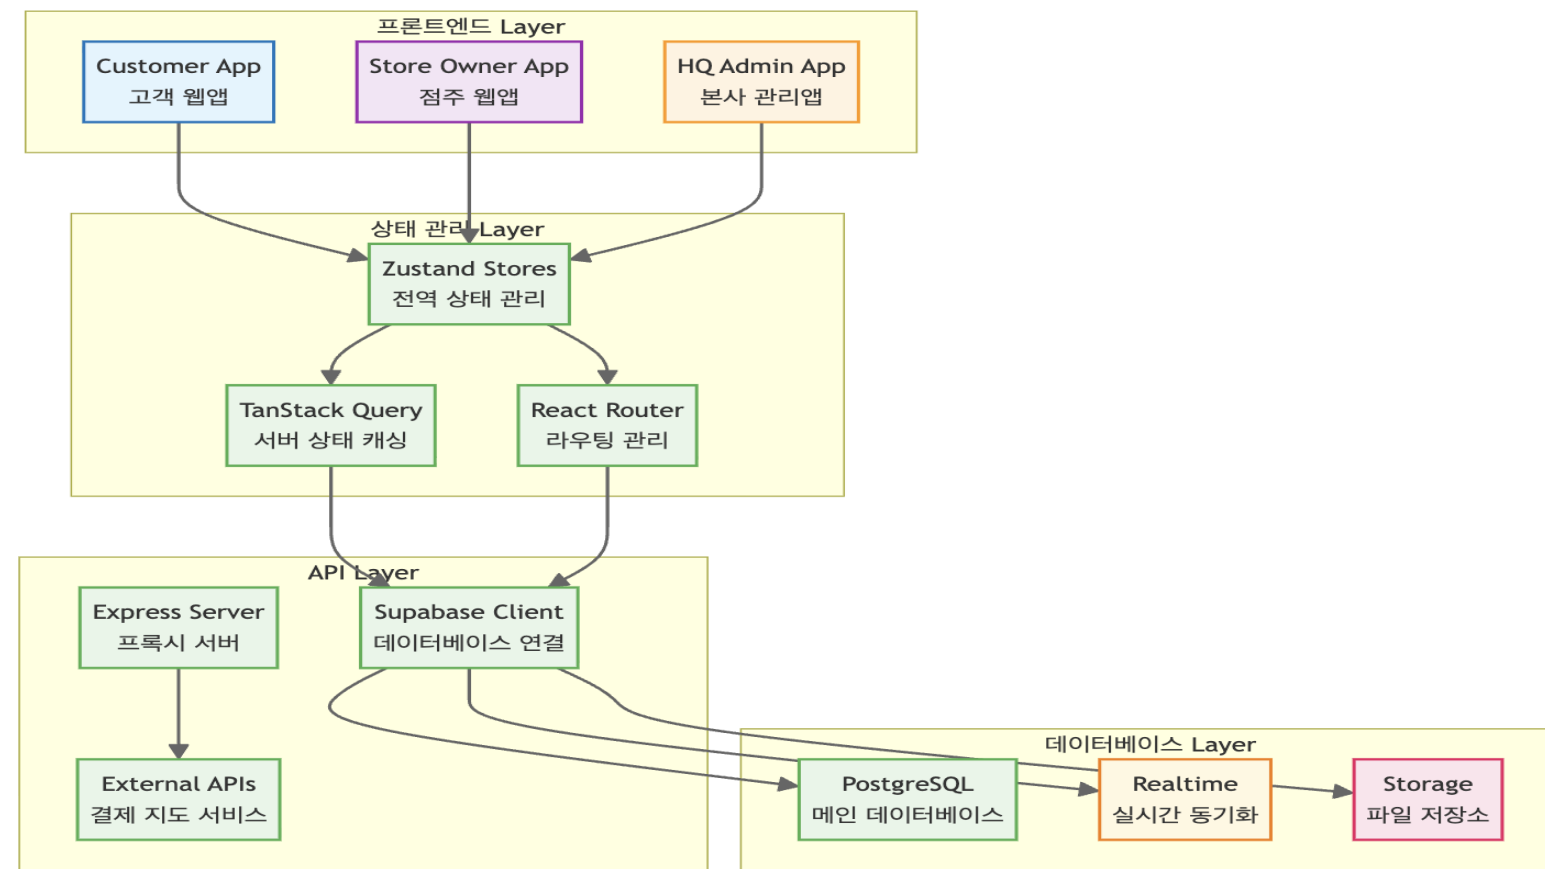 프론트엔드 Layer
Customer App
고객 웹앱
Store Owner App
점주 웹앱
HQ Admin App
본사 관리앱
상태 관리 Layer
Zustand Stores
전역 상태 관리
TanStack Query
서버 상태 캐싱
React Router
라우팅 관리
API Layer
Express Server
프록시 서버
Supabase Client
데이터베이스 연결
External APIs
결제 지도 서비스
데이터베이스 Layer
PostgreSQL
메인 데이터베이스
Realtime
실시간 동기화
Storage
파일 저장소